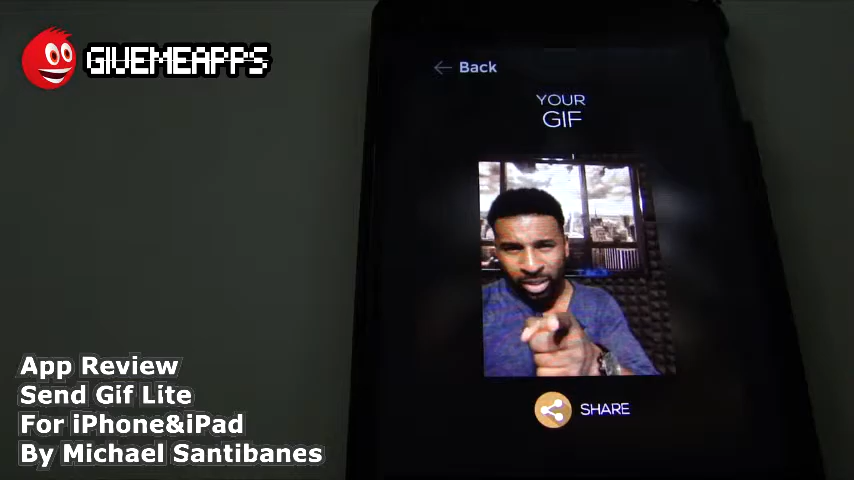 GIVEMEAPPS
Back
YOUR
GIF
SHARE
App Review
Send Gif Lite
For iPhone&iPad
By Michael Santibanes